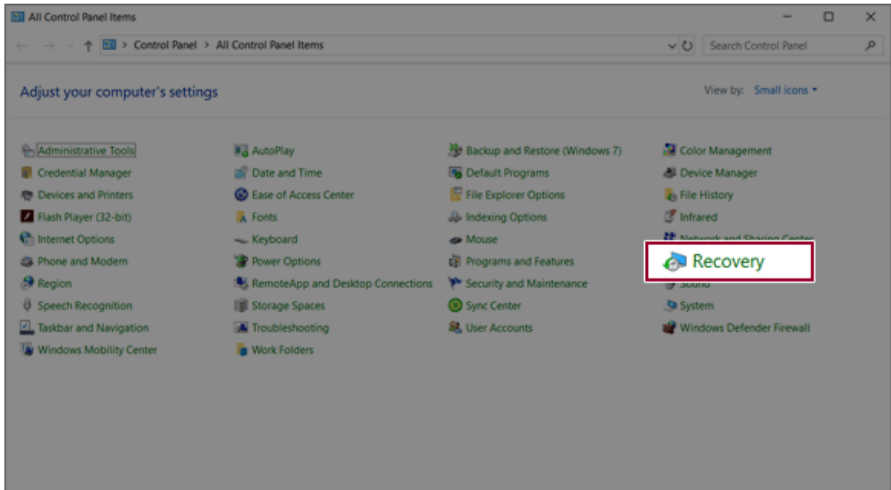 All Control Panel Items
Control Panel > All Control Panel Items
Search Control Panel
Adjust your computer's settings
View by: Small icons
Administrative Tools
AutoPlay
Backup and Restore (Windows 7)
Color Management
Credential Manager
Date and Time
Default Programs
Device Manager
Devices and Printers
Ease of Access Center
File Explorer Options
File History
Flash Player (32-bit)
Fonts
Indexing Options
Infrared
Internet Options
Keyboard
Mouse
Network and Sharing Center
Phone and Modem
Power Options
Programs and Features
Recovery
Region
RemoteApp and Desktop Connections
Security and Maintenance
Sound
Speech Recognition
Storage Spaces
Sync Center
System
Taskbar and Navigation
Troubleshooting
User Accounts
Windows Defender Firewall
Windows Mobility Center
Work Folders